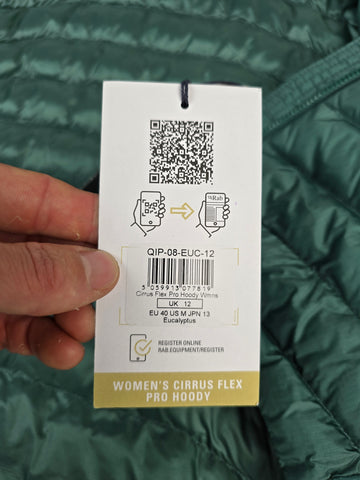 Rab
QIP-08-EUC-12
5 059913 077819
Cirrus Flex Pro Hoody Wmns
UK 12
EU 40 US M JPN 13
Eucalyptus
REGISTER ONLINE
RAB.EQUIPMENT/REGISTER
WOMEN'S CIRRUS FLEX
PRO HOODY